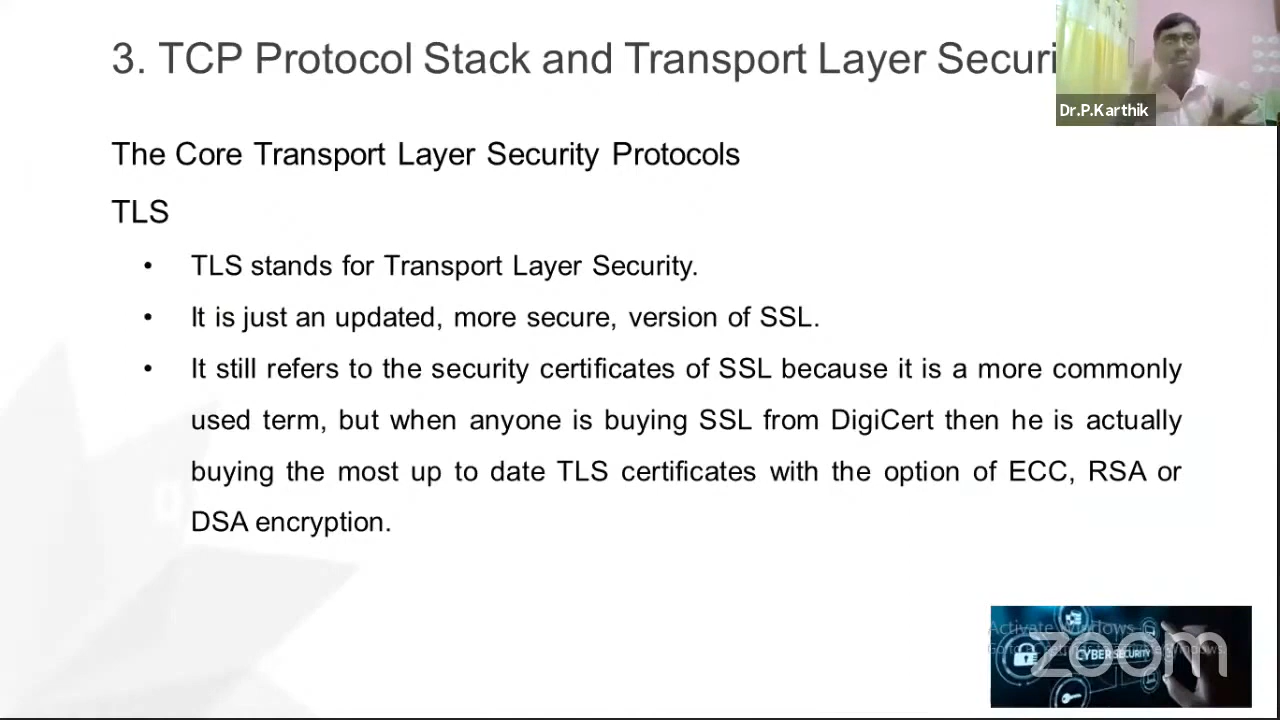 3. TCP Protocol Stack and Transport Layer Securi
Dr.P.Karthik
The Core Transport Layer Security Protocols
TLS
• TLS stands for Transport Layer Security.
• It is just an updated, more secure, version of SSL.
• It still refers to the security certificates of SSL because it is a more commonly
used term, but when anyone is buying SSL from DigiCert then he is actually
buying the most up to date TLS certificates with the option of ECC, RSA or
DSA encryption.
Activate Windows
zoom
CYBER SECURITY